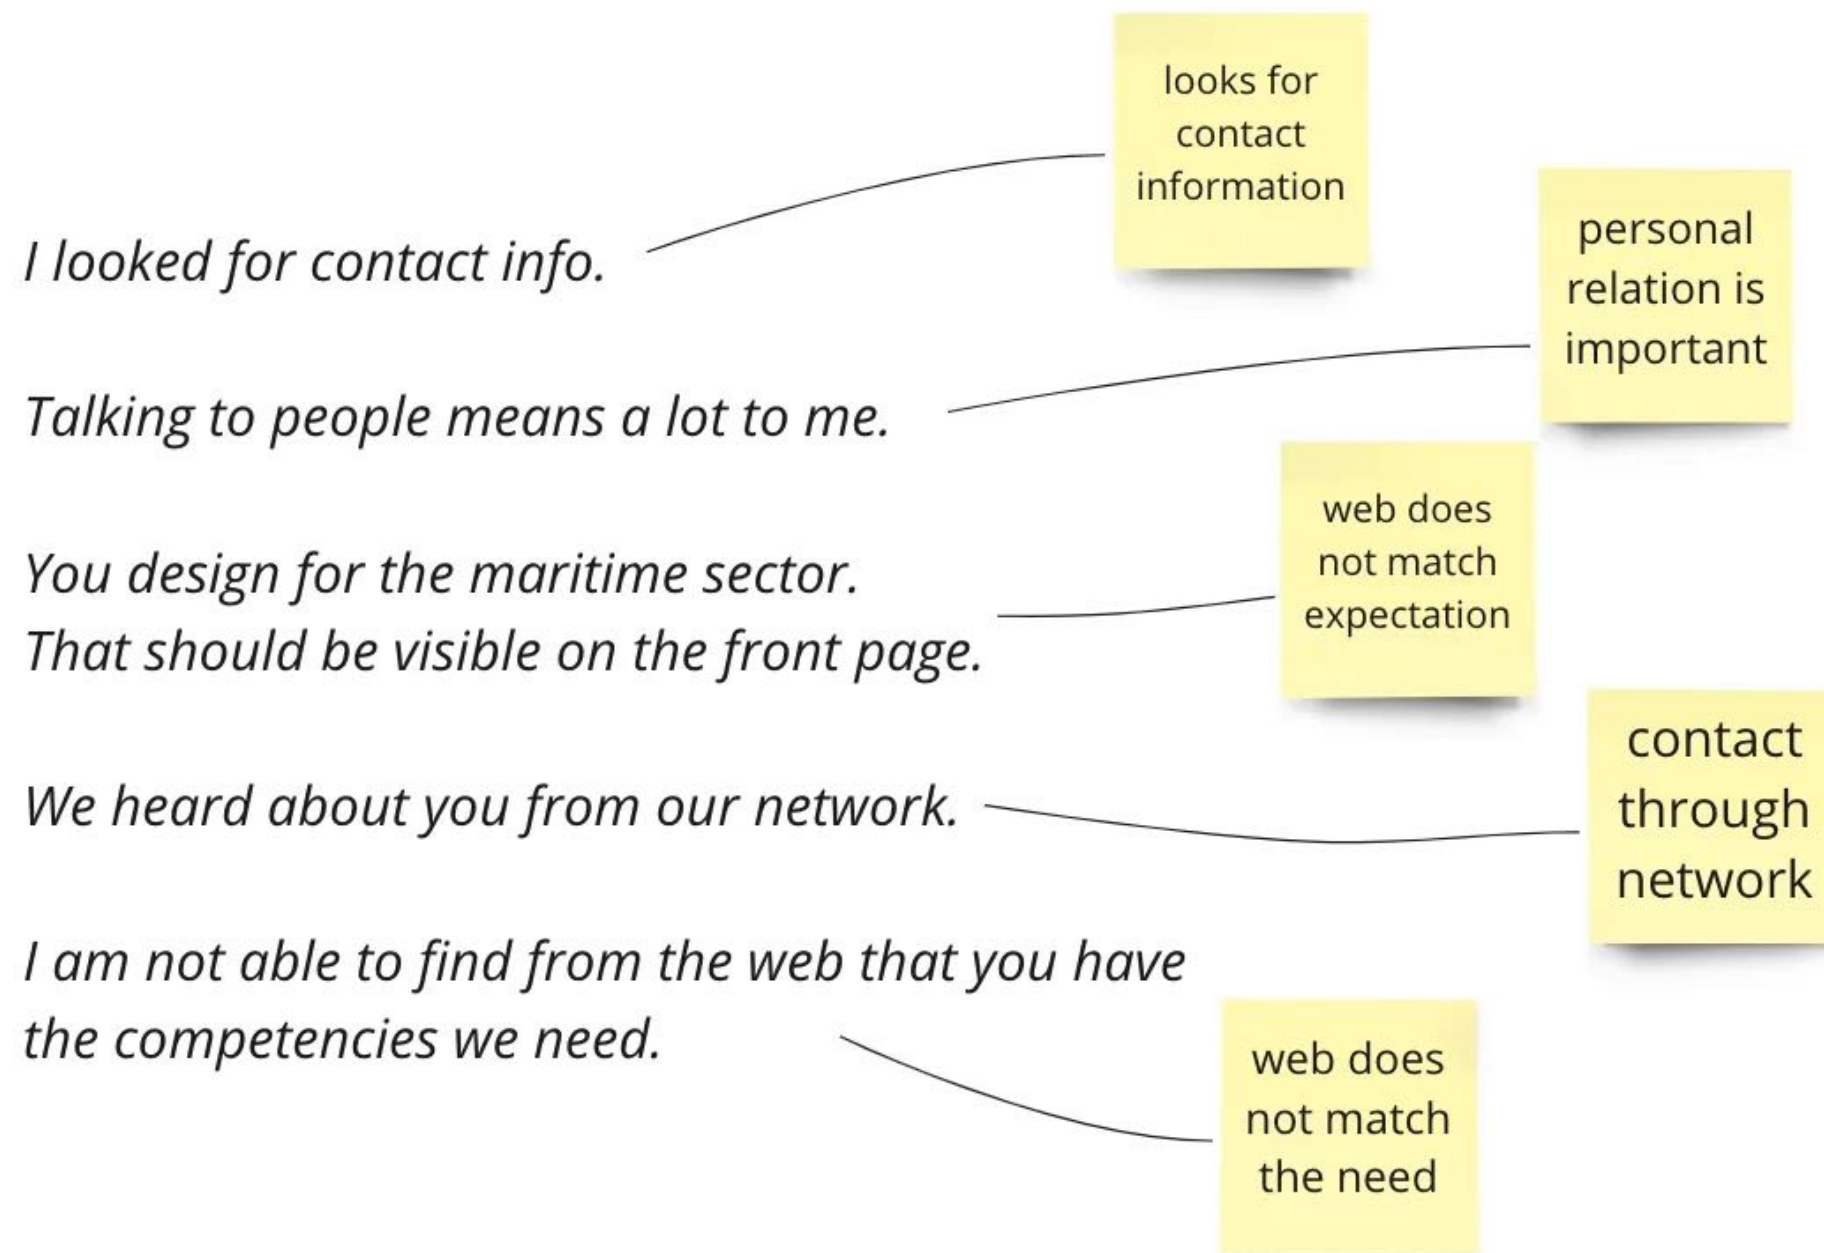 looks for
contact
information
I looked for contact info.
personal
relation is
important
Talking to people means a lot to me.
web does
not match
expectation
You design for the maritime sector.
That should be visible on the front page.
contact
through
network
We heard about you from our network.
I am not able to find from the web that you have
the competencies we need.
web does
not match
the need